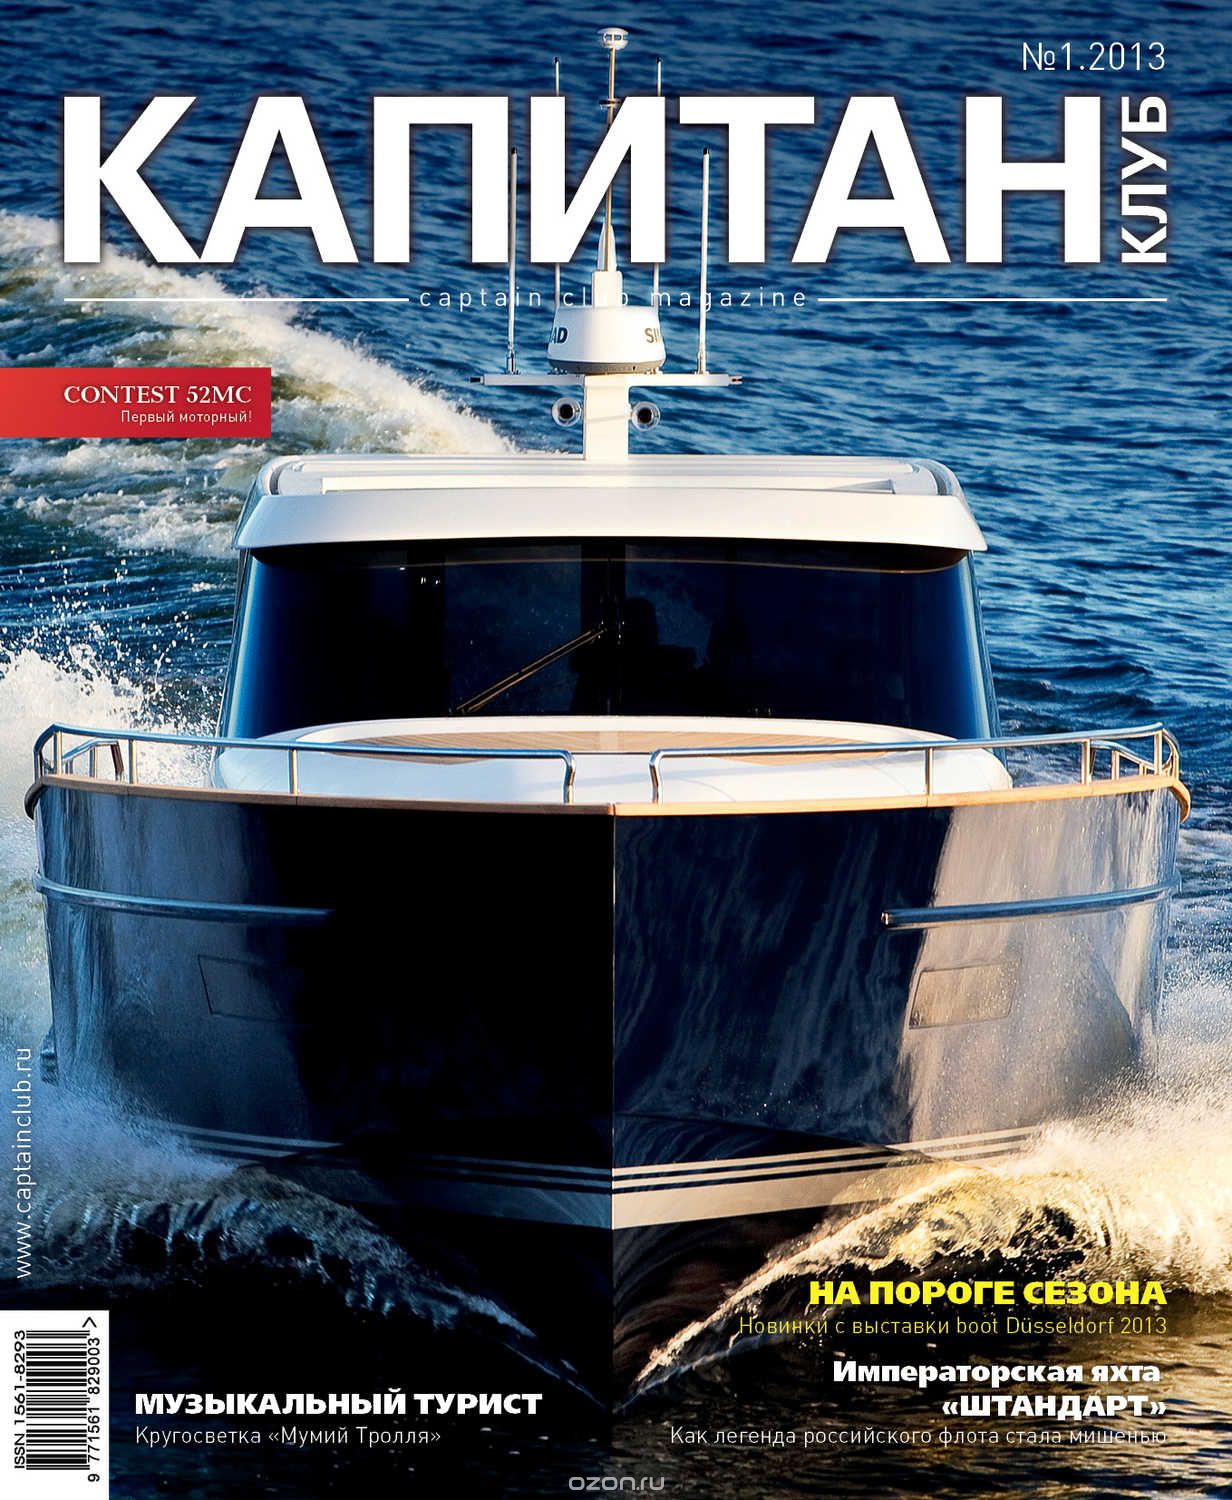 №1.2013
КАПИТАН
КЛУБ
captain club magazine
CONTEST 52MC
Первый моторный!
www.captainclub.ru
НА ПОРОГЕ СЕЗОНА
Новинки с выставки boot Düsseldorf 2013
Императорская яхта
«ШТАНДАРТ»
Как легенда российского флота стала мишенью
МУЗЫКАЛЬНЫЙ ТУРИСТ
Кругосветка «Мумий Тролля»
ISSN 1561-8293
9 771561 829003 >
ozon.ru